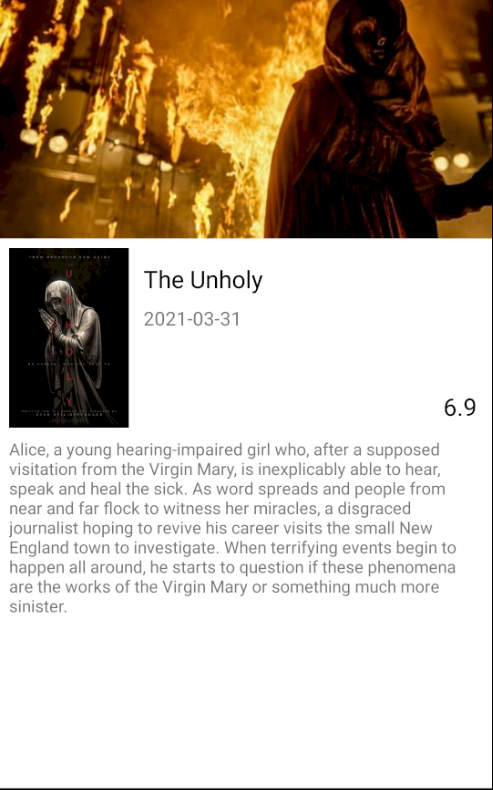 The Unholy
2021-03-31
6.9
Alice, a young hearing-impaired girl who, after a supposed
visitation from the Virgin Mary, is inexplicably able to hear,
speak and heal the sick. As word spreads and people from
near and far flock to witness her miracles, a disgraced
journalist hoping to revive his career visits the small New
England town to investigate. When terrifying events begin to
happen all around, he starts to question if these phenomena
are the works of the Virgin Mary or something much more
sinister.